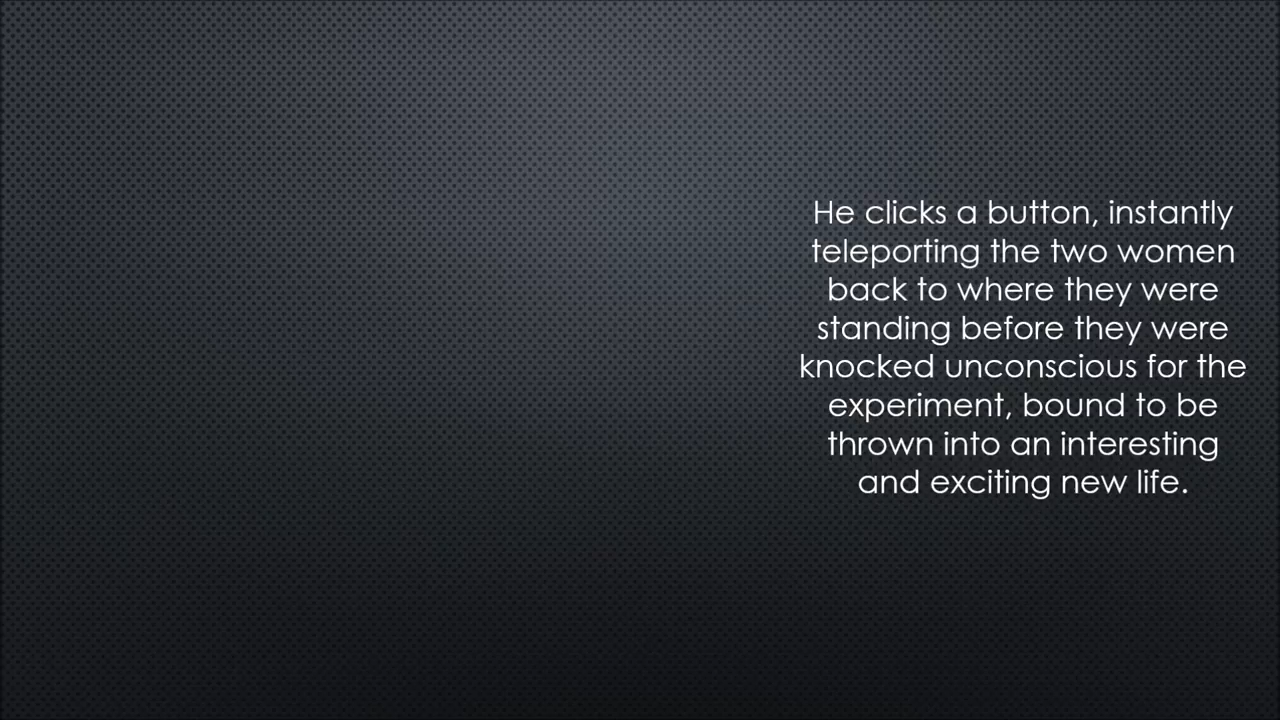 He clicks a button, instantly
teleporting the two women
back to where they were
standing before they were
knocked unconscious for the
experiment, bound to be
thrown into an interesting
and exciting new life.